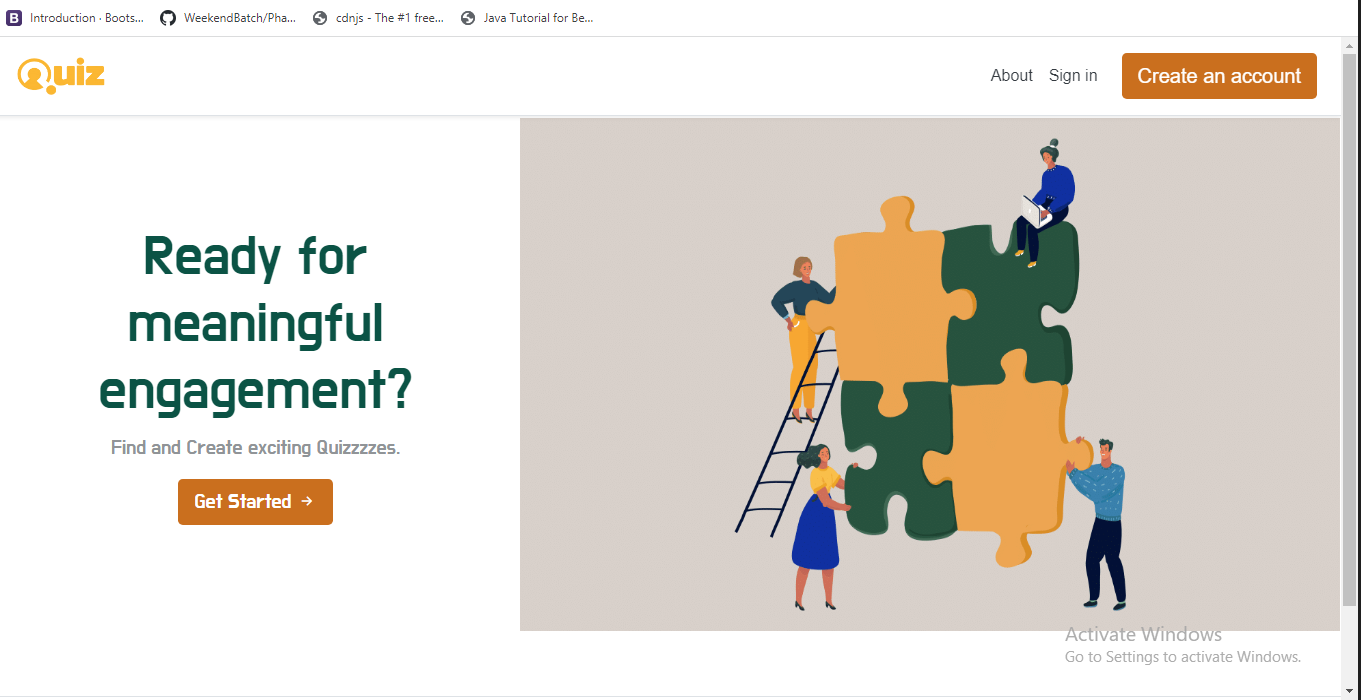 Introduction · Boots...
WeekendBatch/Pha...
cdnjs - The #1 free...
Java Tutorial for Be...
Quiz
About
Sign in
Create an account
Ready for
meaningful
engagement?
Find and Create exciting Quizzzzes.
Get Started →
Activate Windows
Go to Settings to activate Windows.